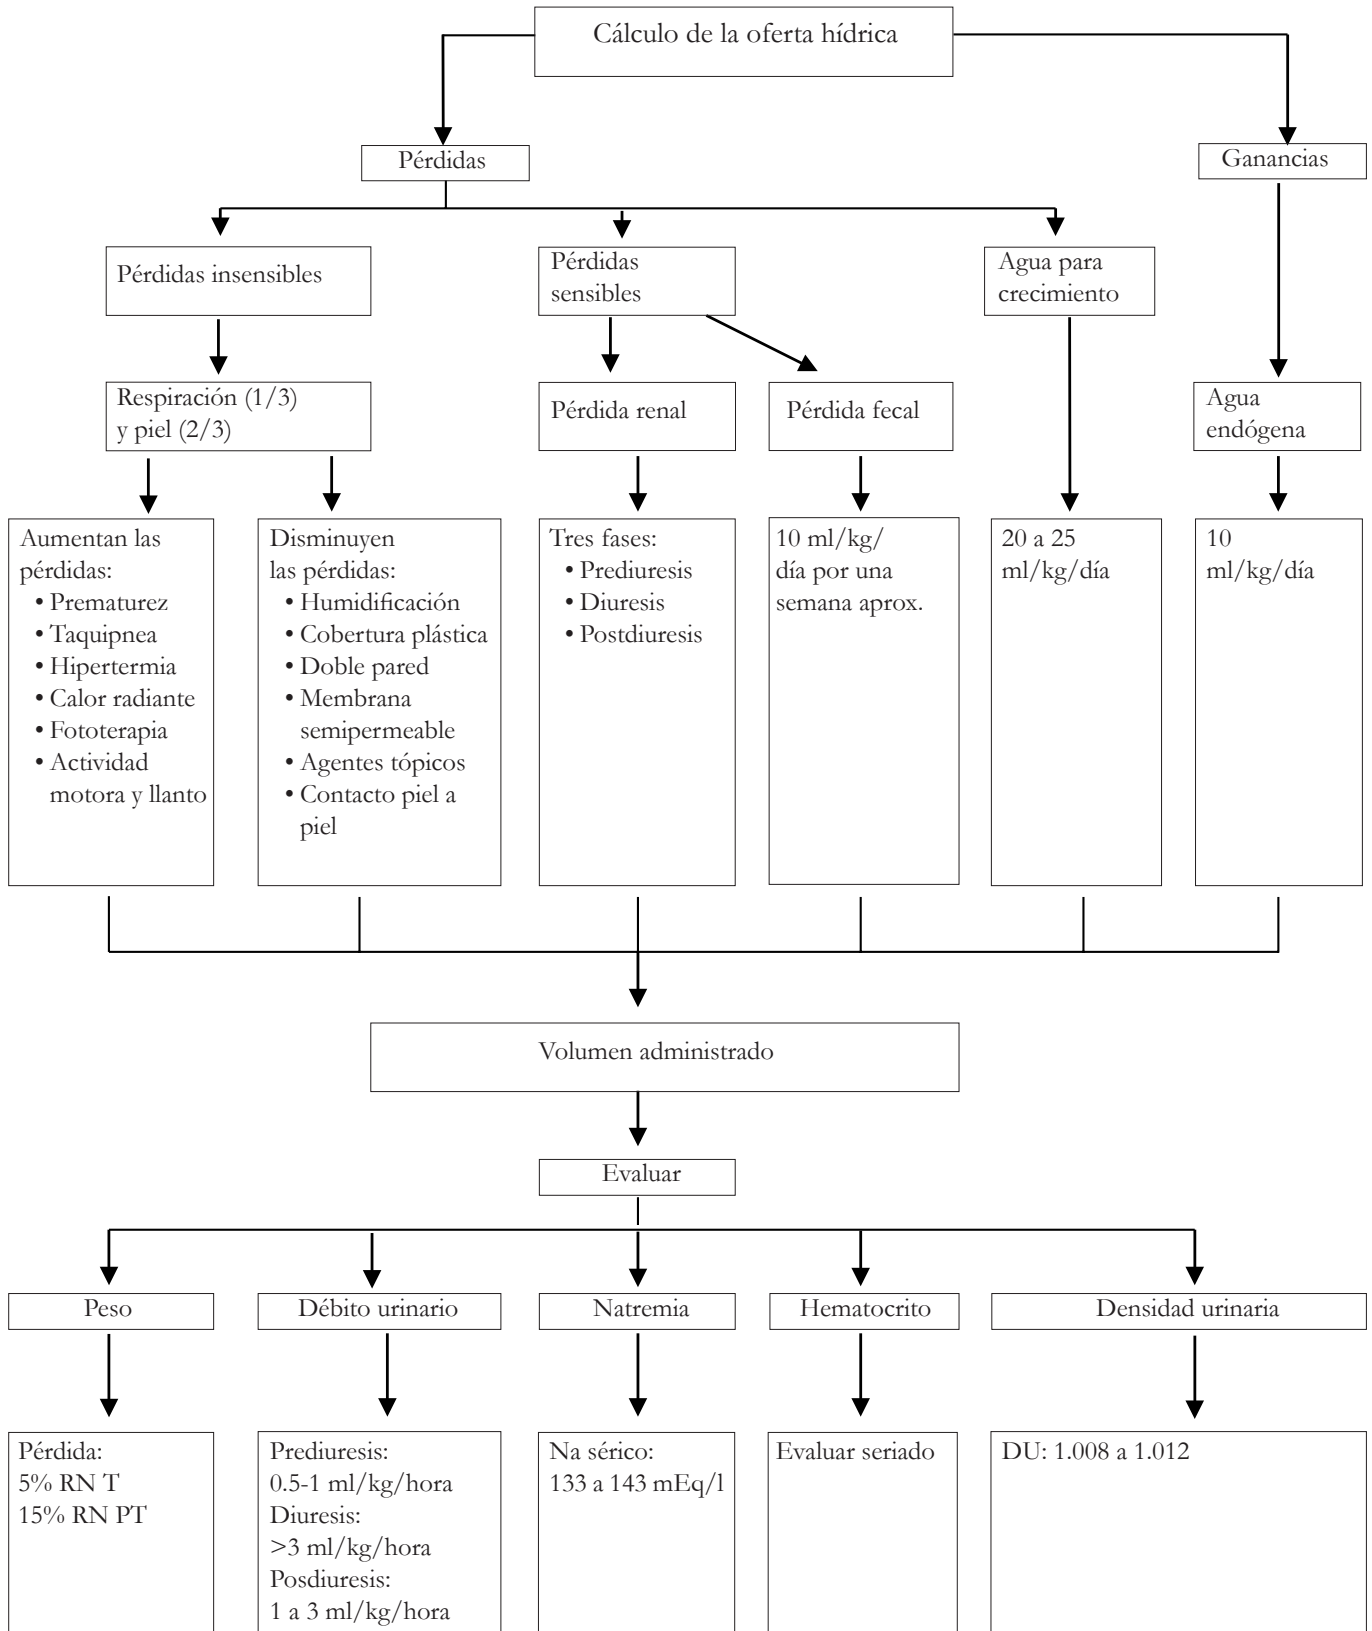 Cálculo de la oferta hídrica
Pérdidas
Ganancias
Pérdidas insensibles
Pérdidas
sensibles
Agua para
crecimiento
Respiración (1/3)
y piel (2/3)
Pérdida renal
Pérdida fecal
Agua
endógena
Aumentan las
pérdidas:
• Prematurez
• Taquipnea
• Hipertermia
• Calor radiante
• Fototerapia
• Actividad
motora y llanto
Disminuyen
las pérdidas:
• Humidificación
• Cobertura plástica
• Doble pared
• Membrana
semipermeable
• Agentes tópicos
• Contacto piel a
piel
Tres fases:
• Prediuresis
• Diuresis
• Postdiuresis
10 ml/kg/
día por una
semana aprox.
20 a 25
ml/kg/día
10
ml/kg/día
Volumen administrado
Evaluar
Peso
Débito urinario
Natremia
Hematocrito
Densidad urinaria
Pérdida:
5% RN T
15% RN PT
Prediuresis:
0.5-1 ml/kg/hora
Diuresis:
>3 ml/kg/hora
Posdiuresis:
1 a 3 ml/kg/hora
Na sérico:
133 a 143 mEq/l
Evaluar seriado
DU: 1.008 a 1.012